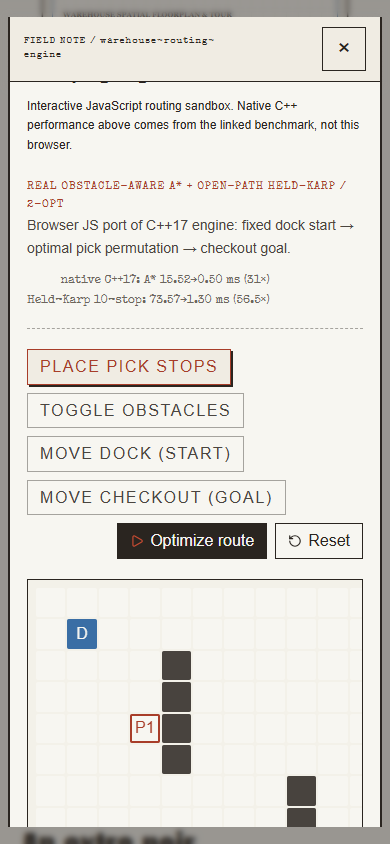 WAREHOUSE SPATIAL FLOORPLAN & YOUR
FIELD NOTE / warehouse-routing-
engine
×
Interactive JavaScript routing sandbox. Native C++
performance above comes from the linked benchmark, not this
browser.
REAL OBSTACLE-AWARE A* + OPEN-PATH HELD-KARP /
2-OPT
Browser JS port of C++17 engine: fixed dock start →
optimal pick permutation → checkout goal.
native C++17: A* 15.52→0.50 ms (31×)
Held-Karp 10-stop: 73.57→1.30 ms (56.5×)
PLACE PICK STOPS
TOGGLE OBSTACLES
MOVE DOCK (START)
MOVE CHECKOUT (GOAL)
Optimize route
Reset
D
P1